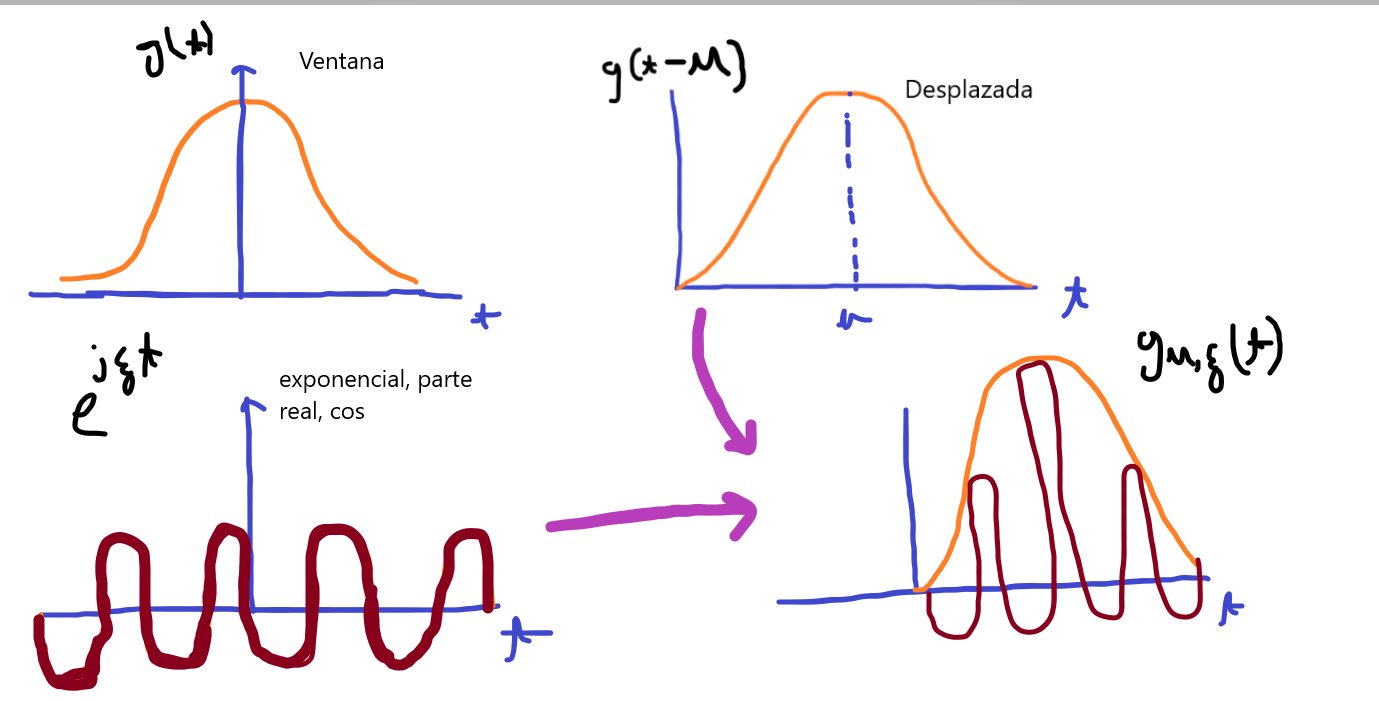 g(t)
Ventana
g(t-u)
Desplazada
t
u
t
e^{jξt}
exponencial, parte
real, cos
g_{u,ξ}(t)
t
t